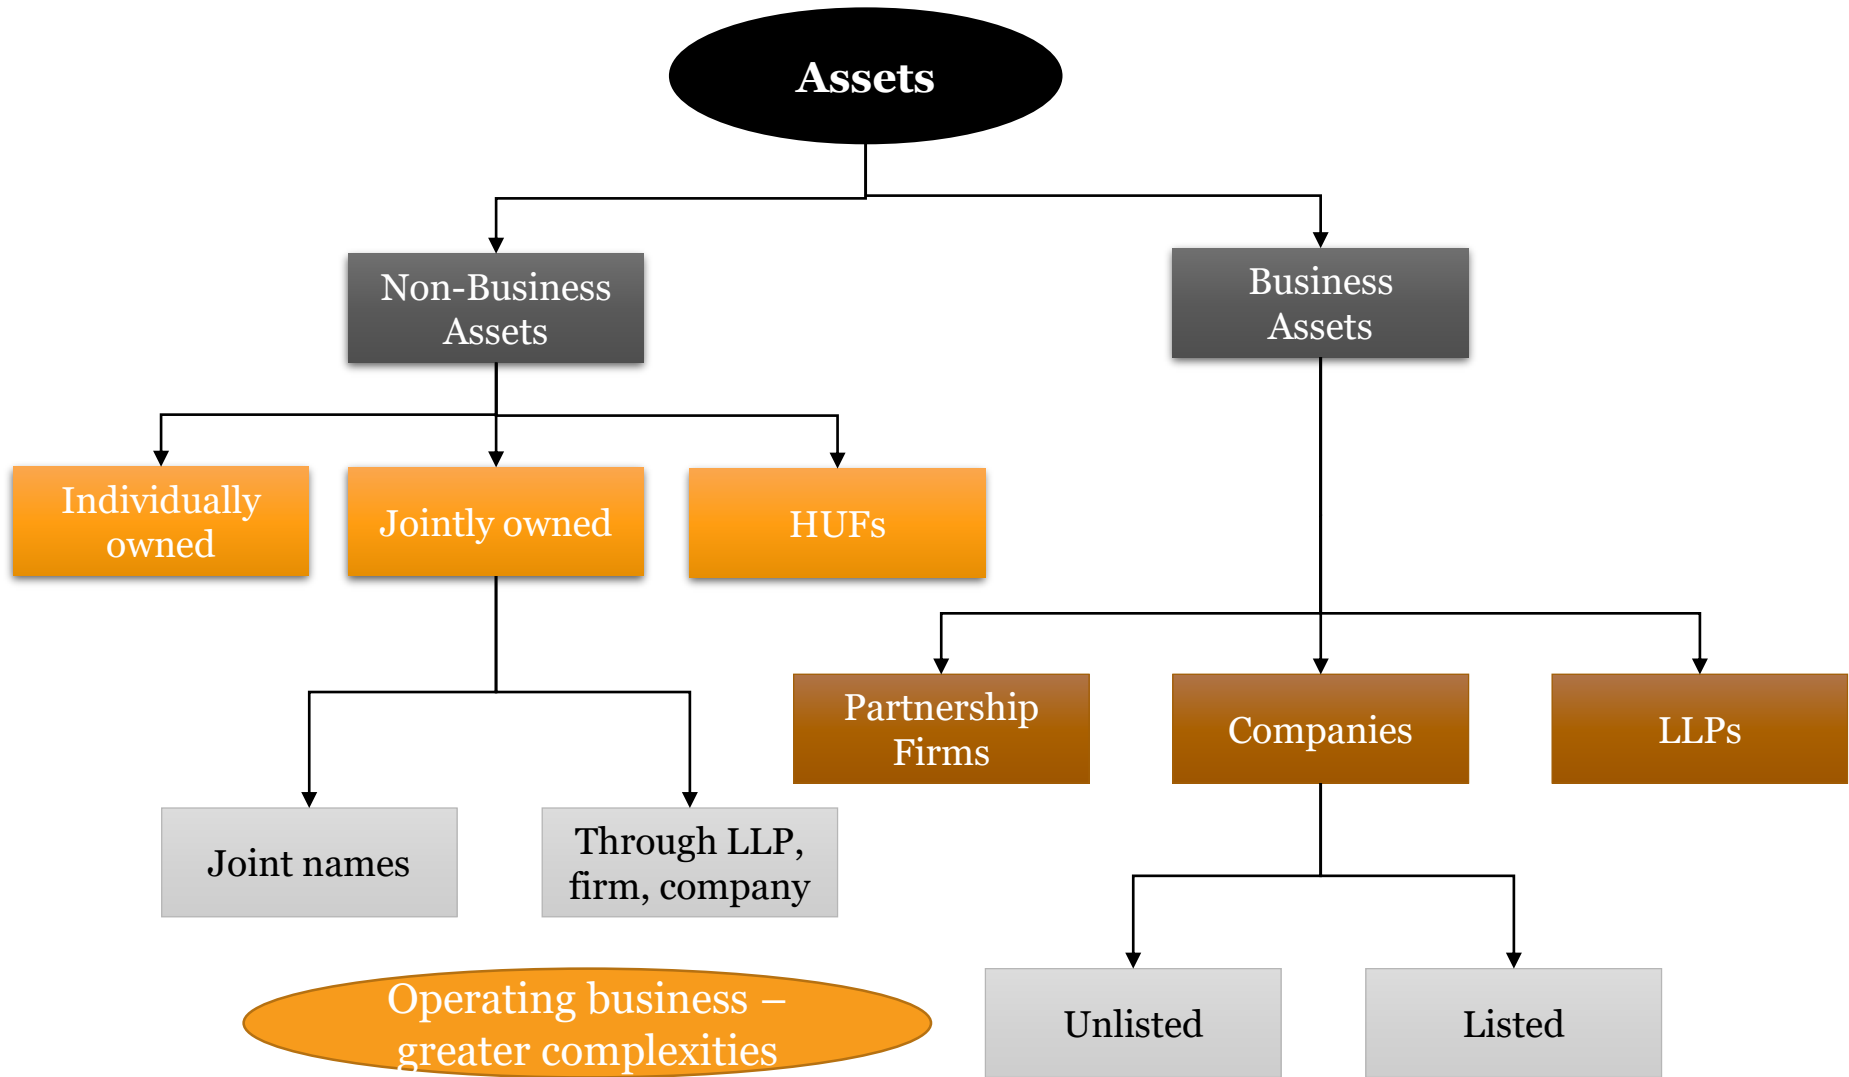 Assets
Non-Business
Assets
Business
Assets
Individually
owned
Jointly owned
HUFs
Partnership
Firms
Companies
LLPs
Joint names
Through LLP,
firm, company
Operating business –
greater complexities
Unlisted
Listed